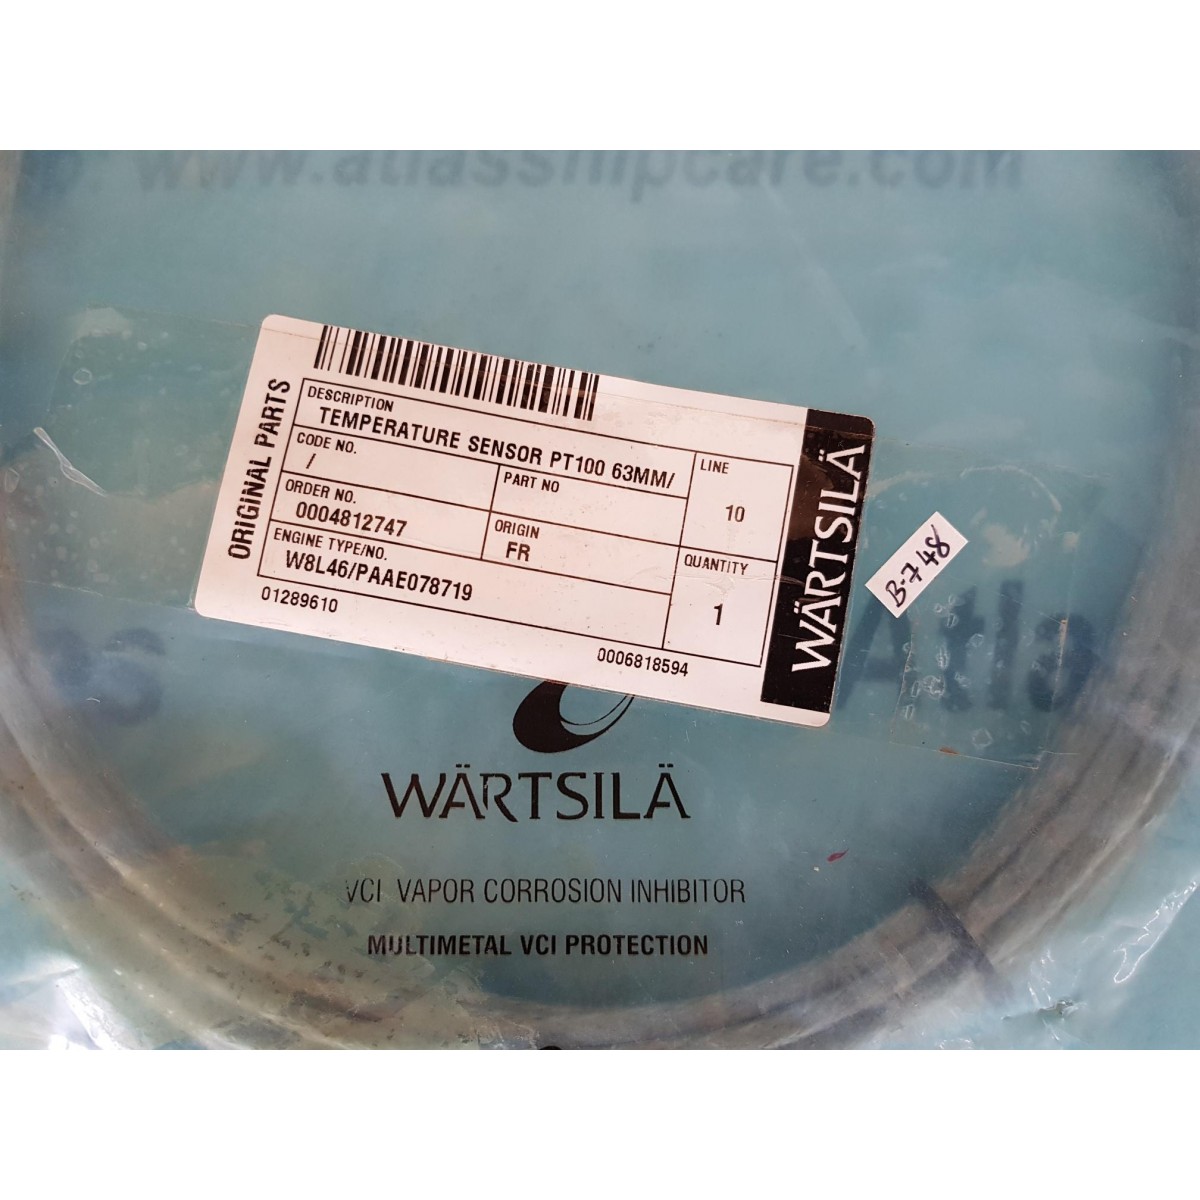 www.atlasshipcare.com
ORIGINAL PARTS
DESCRIPTION
TEMPERATURE SENSOR PT100 63MM/
CODE NO.
/
PART NO
ORDER NO.
0004812747
ORIGIN
FR
ENGINE TYPE/NO.
W8L46/PAAE078719
LINE
10
QUANTITY
1
01289610
0006818594
WÄRTSILÄ
B-748
Atla
WÄRTSILÄ
VCI VAPOR CORROSION INHIBITOR
MULTIMETAL VCI PROTECTION